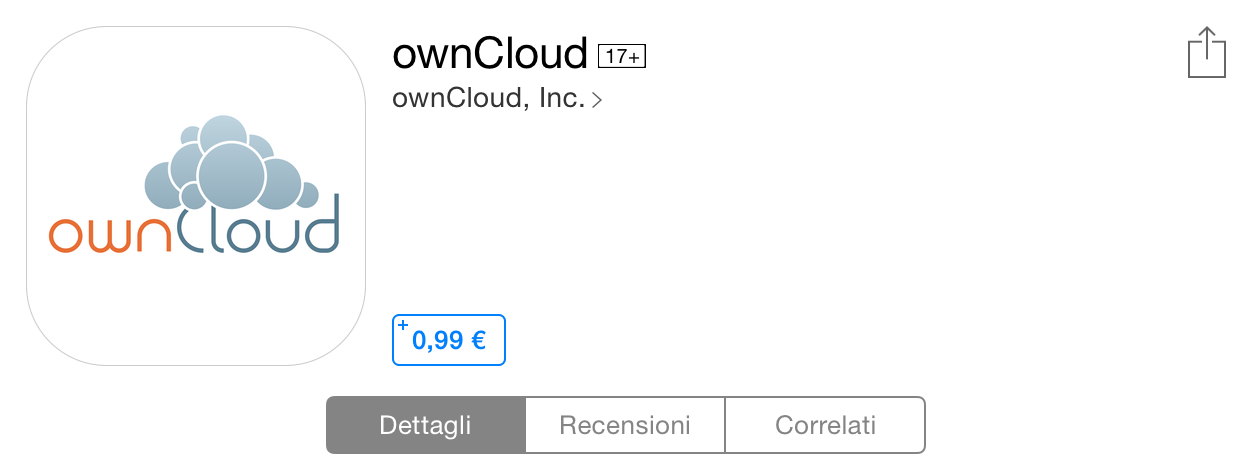 ownCloud 17+
ownCloud, Inc. >
ownCloud
+ 0,99 €
Dettagli Recensioni Correlati